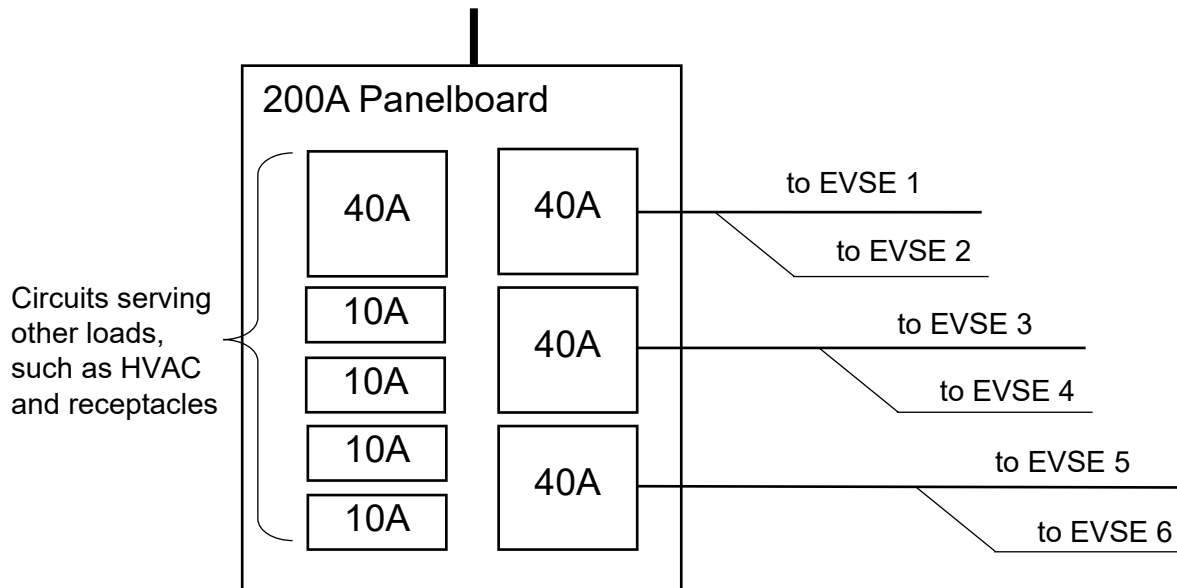 200A Panelboard
40A
10A
10A
10A
10A
40A
40A
40A
Circuits serving
other loads,
such as HVAC
and receptacles
to EVSE 1
to EVSE 2
to EVSE 3
to EVSE 4
to EVSE 5
to EVSE 6